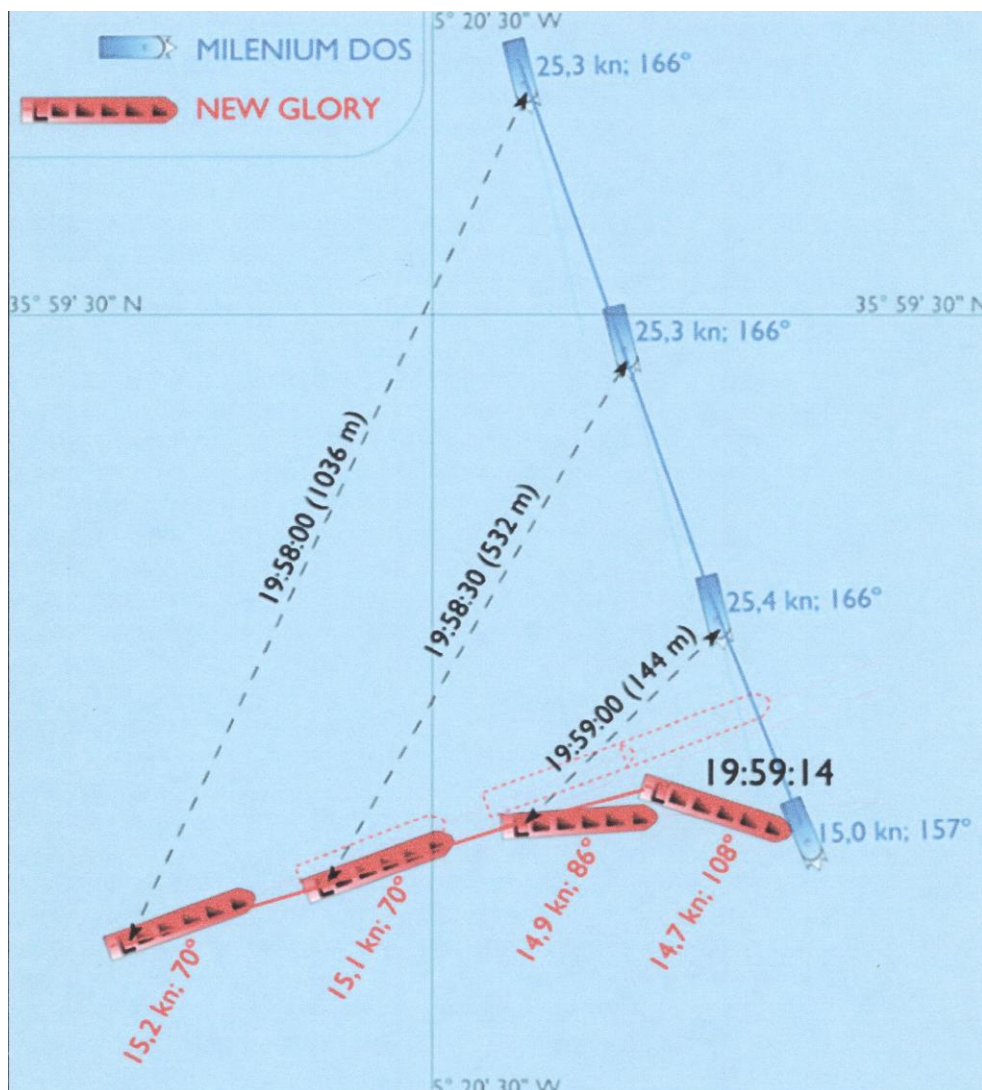 5° 20' 30" W
MILENIUM DOS
NEW GLORY
25,3 kn; 166°
35° 59' 30" N
35° 59' 30" N
25,3 kn; 166°
19:58:00 (1036 m)
19:58:30 (532 m)
25,4 kn; 166°
19:59:00 (144 m)
19:59:14
15,0 kn; 157°
15,2 kn; 70°
15,1 kn; 70°
14,9 kn; 86°
14,7 kn; 108°
5° 20' 30" W